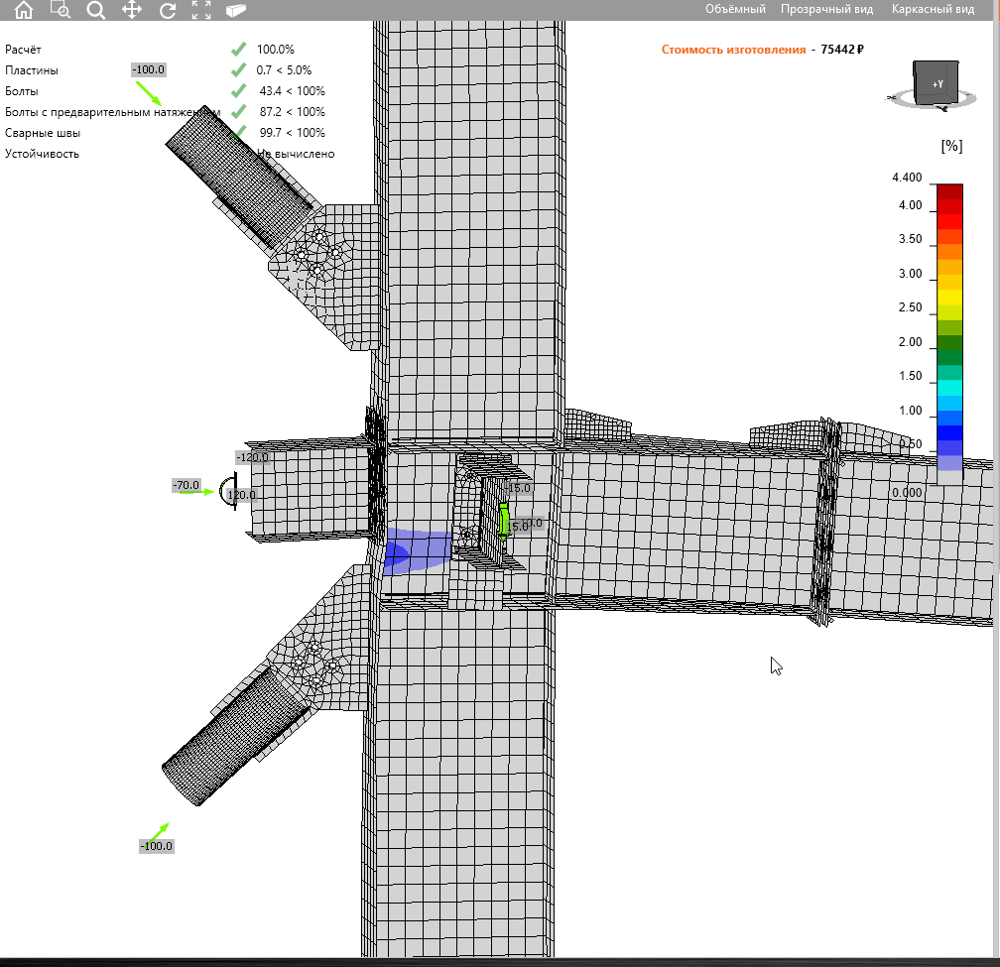 Объёмный Прозрачный вид Каркасный вид
Расчёт 100.0%
Стоимость изготовления - 75442 ₽
Пластины 0.7 < 5.0%
-100.0
Болты 43.4 < 100%
Болты с предварительным натяжением 87.2 < 100%
Сварные швы 99.7 < 100%
Устойчивость Не вычислено
+Y
[%]
4.400
4.00
3.50
3.00
2.50
2.00
1.50
1.00
0.50
0.000
-120.0
-70.0
120.0
-15.0
15.0
0.0
-100.0